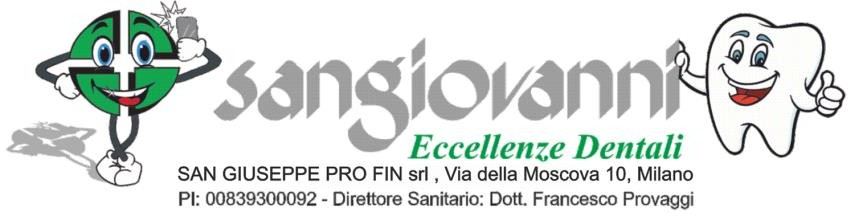 sangiovanni
Eccellenze Dentali
SAN GIUSEPPE PRO FIN srl , Via della Moscova 10, Milano
PI: 00839300092 - Direttore Sanitario: Dott. Francesco Provaggi